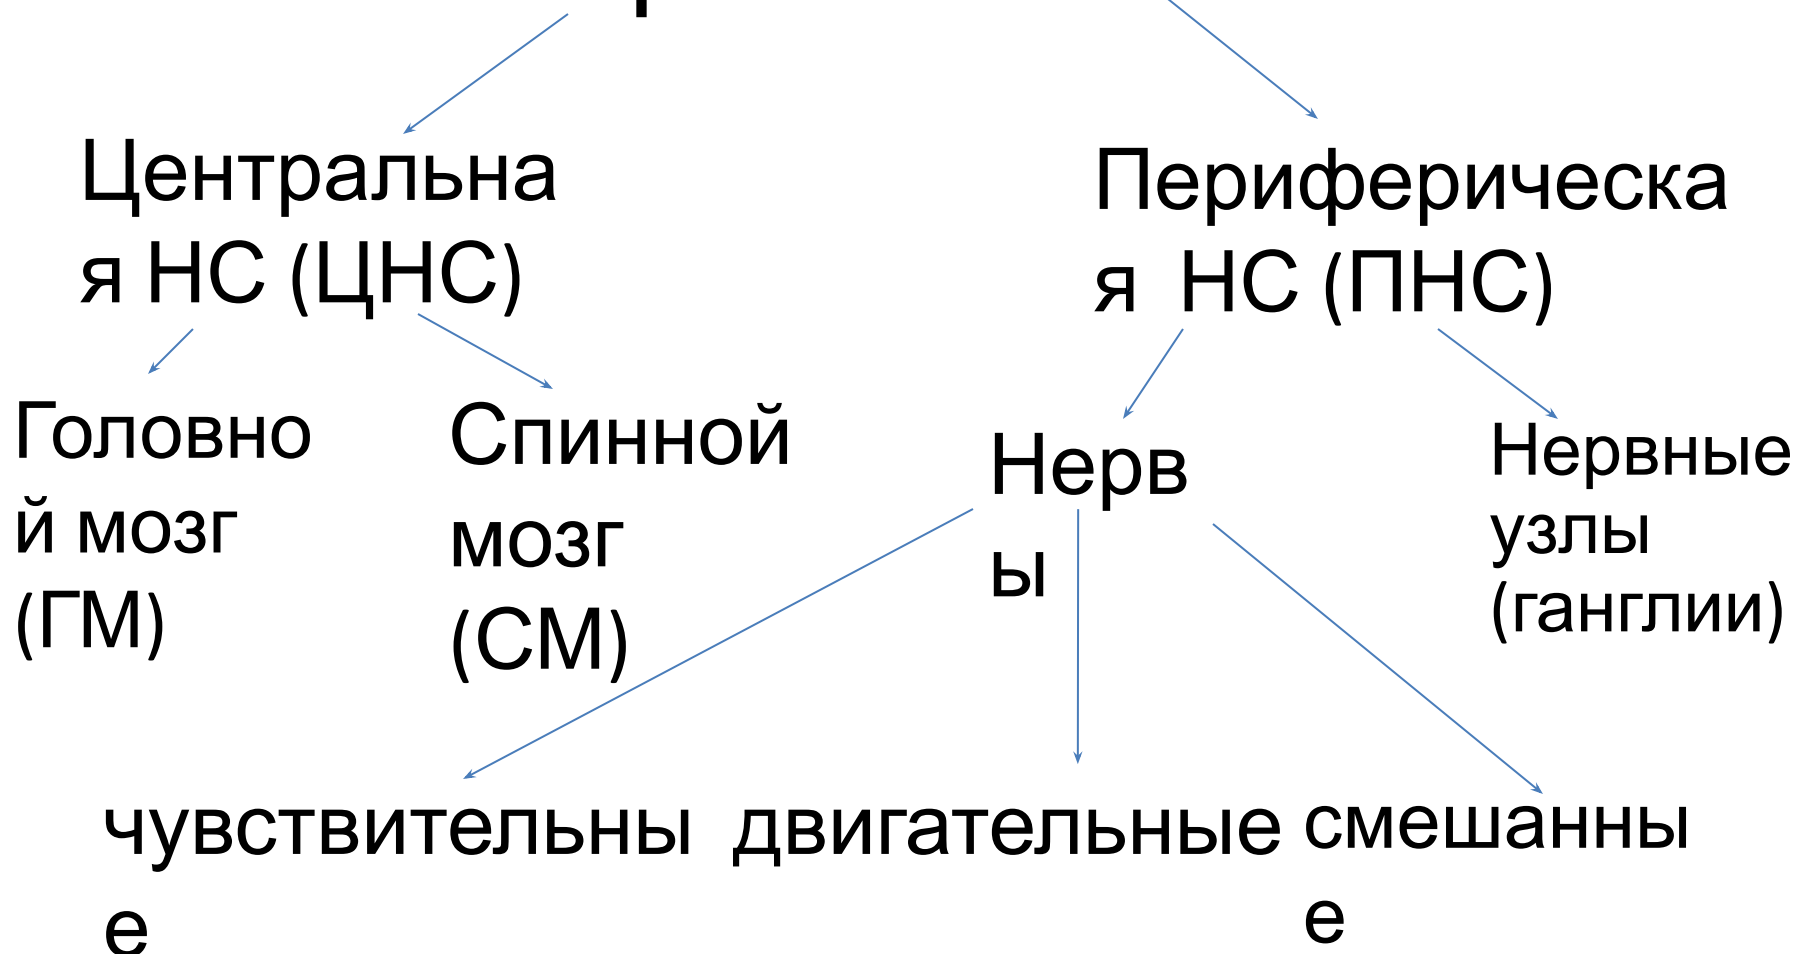 Центральна
я НС (ЦНС)
Периферическа
я НС (ПНС)
Головно
й мозг
(ГМ)
Спинной
мозг
(СМ)
Нерв
ы
Нервные
узлы
(ганглии)
чувствительны
е
двигательные
смешанны
е